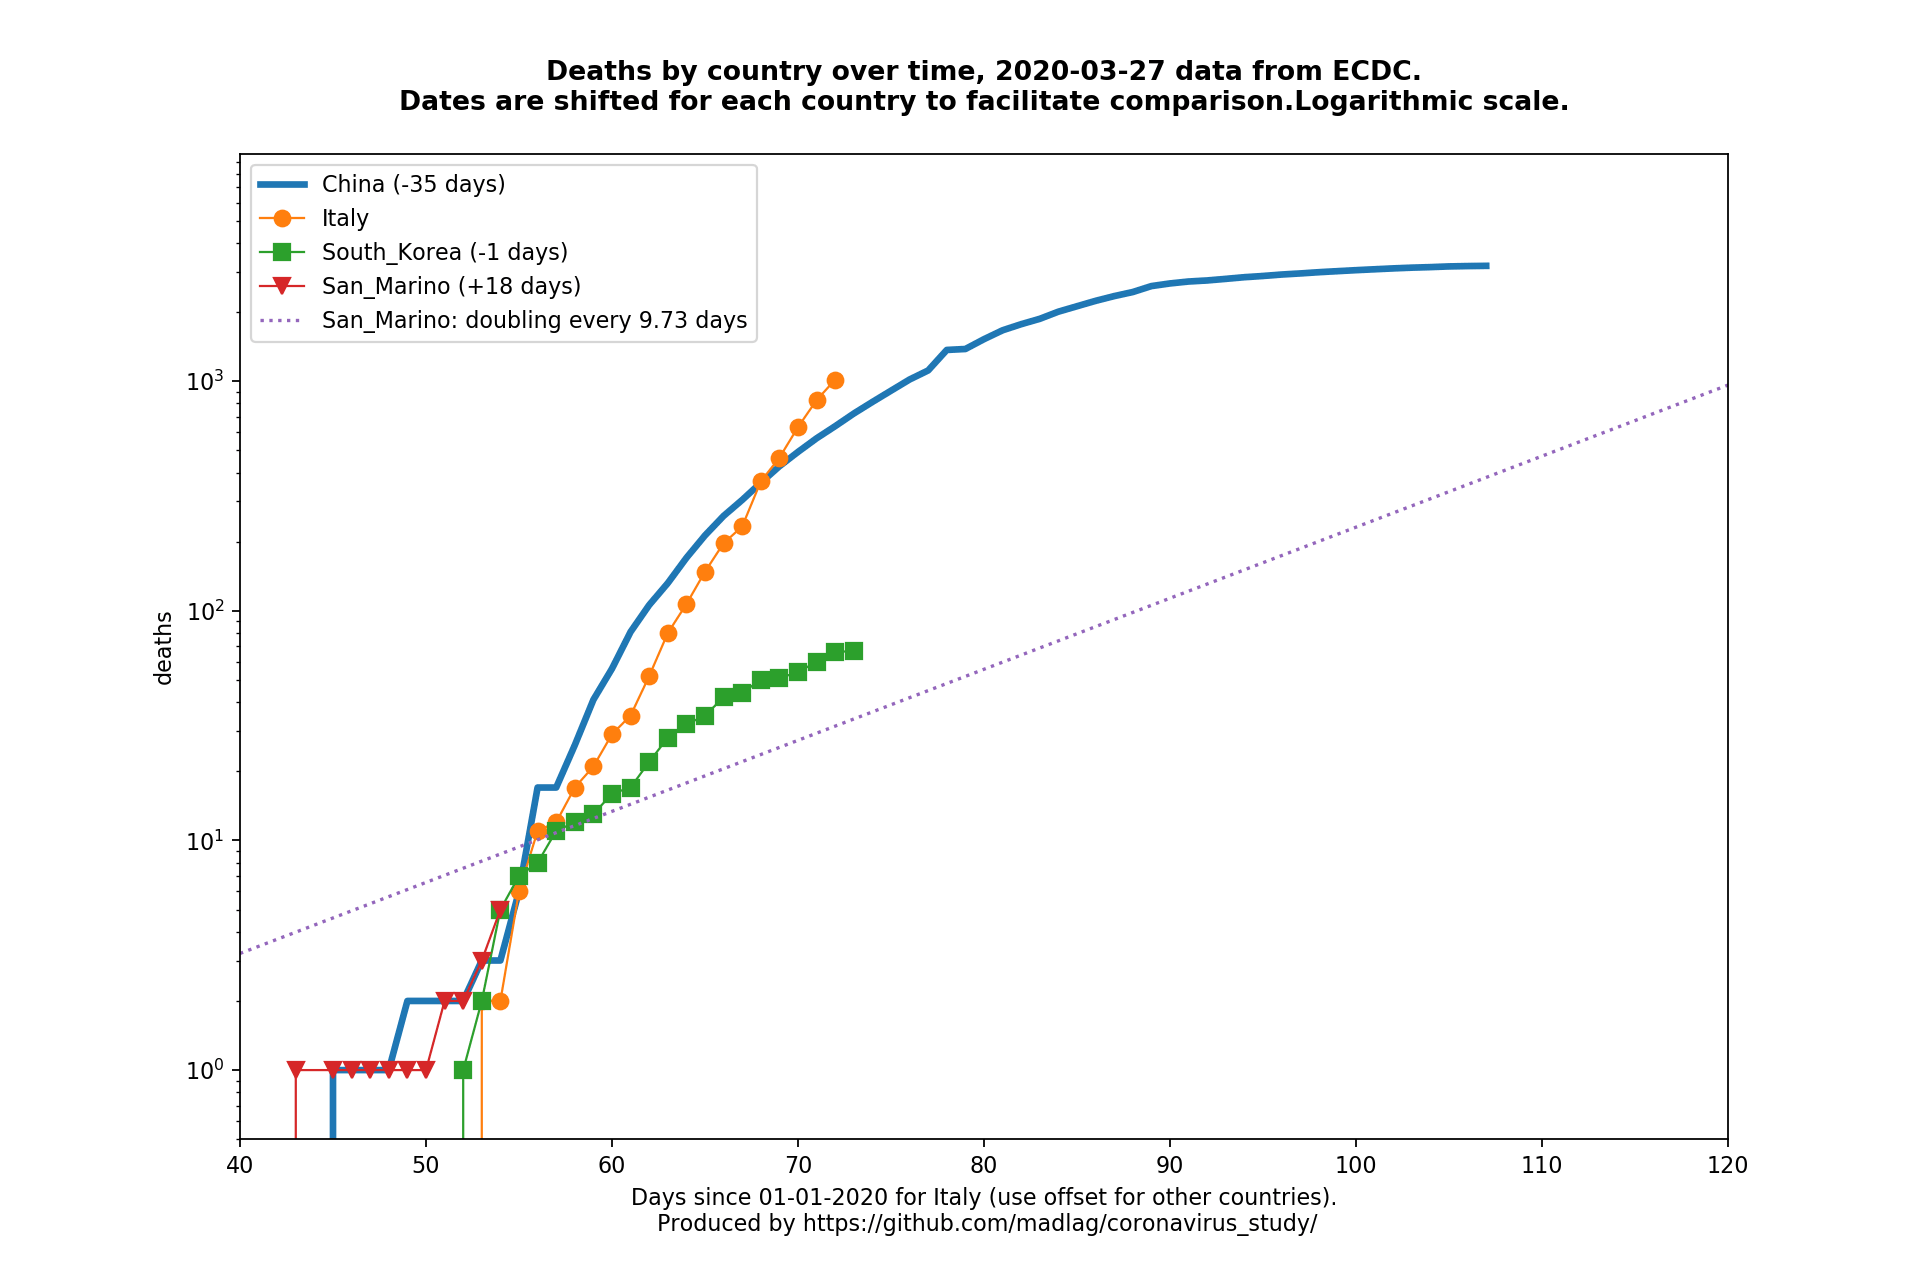 Deaths by country over time, 2020-03-27 data from ECDC.
Dates are shifted for each country to facilitate comparison.Logarithmic scale.
China (-35 days)
Italy
South_Korea (-1 days)
San_Marino (+18 days)
San_Marino: doubling every 9.73 days
10³
10²
10¹
10⁰
deaths
40 50 60 70 80 90 100 110 120
Days since 01-01-2020 for Italy (use offset for other countries).
Produced by https://github.com/madlag/coronavirus_study/